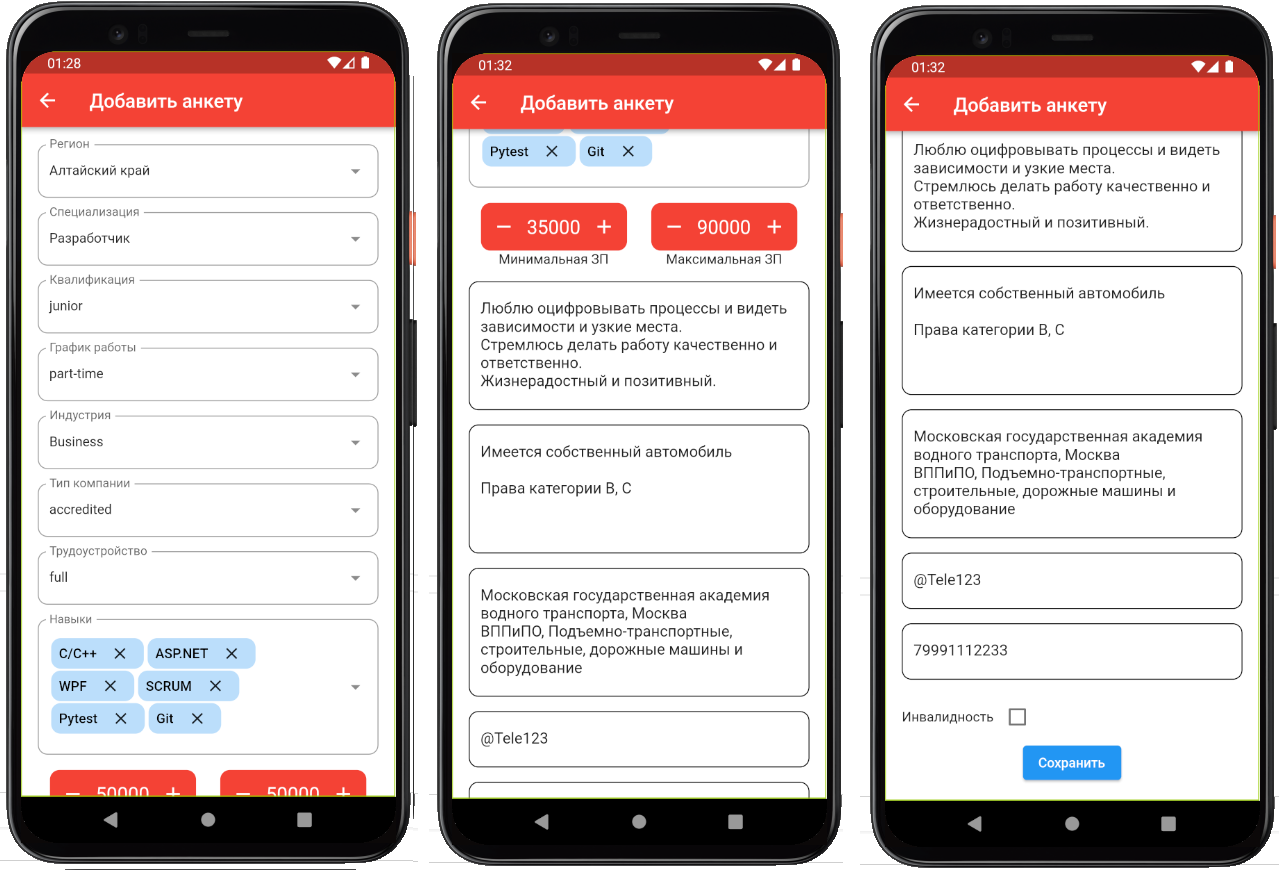 01:28
Добавить анкету
Регион
Алтайский край
Специализация
Разработчик
Квалификация
junior
График работы
part-time
Индустрия
Business
Тип компании
accredited
Трудоустройство
full
Навыки
C/C++ ASP.NET
WPF SCRUM
Pytest Git
50000 50000
01:32
Добавить анкету
Pytest Git
35000 90000
Минимальная ЗП Максимальная ЗП
Люблю оцифровывать процессы и видеть
зависимости и узкие места.
Стремлюсь делать работу качественно и
ответственно.
Жизнерадостный и позитивный.
Имеется собственный автомобиль
Права категории B, C
Московская государственная академия
водного транспорта, Москва
ВППиПО, Подъемно-транспортные,
строительные, дорожные машины и
оборудование
@Tele123
01:32
Добавить анкету
Люблю оцифровывать процессы и видеть
зависимости и узкие места.
Стремлюсь делать работу качественно и
ответственно.
Жизнерадостный и позитивный.
Имеется собственный автомобиль
Права категории B, C
Московская государственная академия
водного транспорта, Москва
ВППиПО, Подъемно-транспортные,
строительные, дорожные машины и
оборудование
@Tele123
79991112233
Инвалидность
Сохранить